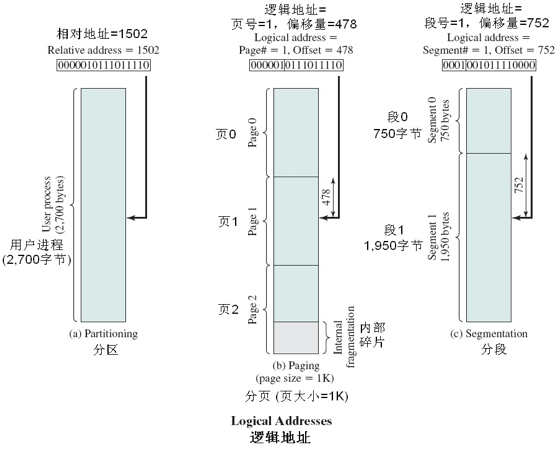 相对地址=1502
Relative address = 1502
0000010111011110
用户进程
(2,700字节)
User process
(2,700 bytes)
(a) Partitioning
分区
逻辑地址=
页号=1，偏移量=478
Logical address =
Page# = 1, Offset = 478
0000010111011110
页0
Page 0
页1
Page 1
478
页2
Page 2
Internal
fragmentation
内部
碎片
(b) Paging
(page size = 1K)
分页 (页大小=1K)
逻辑地址=
段号=1，偏移量=752
Logical address =
Segment# = 1, Offset = 752
0001001011110000
段0
750字节
Segment 0
750 bytes
752
段1
1,950字节
Segment 1
1,950 bytes
(c) Segmentation
分段
Logical Addresses
逻辑地址